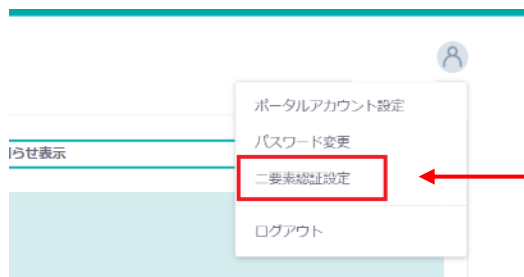 ポータルアカウント設定
パスワード変更
らせ表示
二要素認証設定
ログアウト